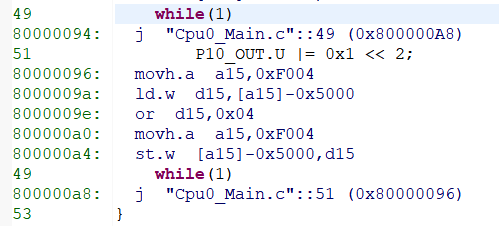 49 while(1)
80000094: j "Cpu0_Main.c"::49 (0x800000A8)
51 P10_OUT.U |= 0x1 << 2;
80000096: movh.a a15,0xF004
8000009a: ld.w d15,[a15]-0x5000
8000009e: or d15,0x04
800000a0: movh.a a15,0xF004
800000a4: st.w [a15]-0x5000,d15
49 while(1)
800000a8: j "Cpu0_Main.c"::51 (0x80000096)
53 }